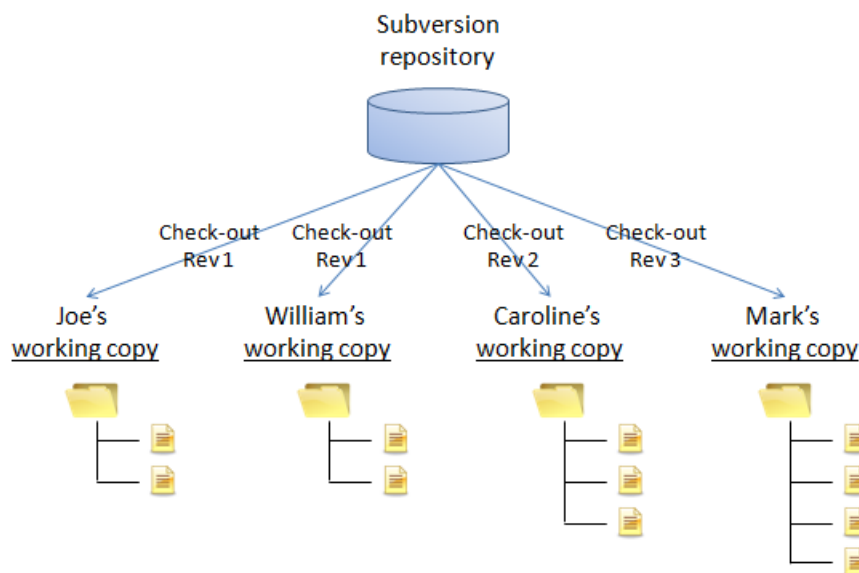 Subversion
repository
Check-out
Rev 1
Check-out
Rev 1
Check-out
Rev 2
Check-out
Rev 3
Joe's
working copy
William's
working copy
Caroline's
working copy
Mark's
working copy